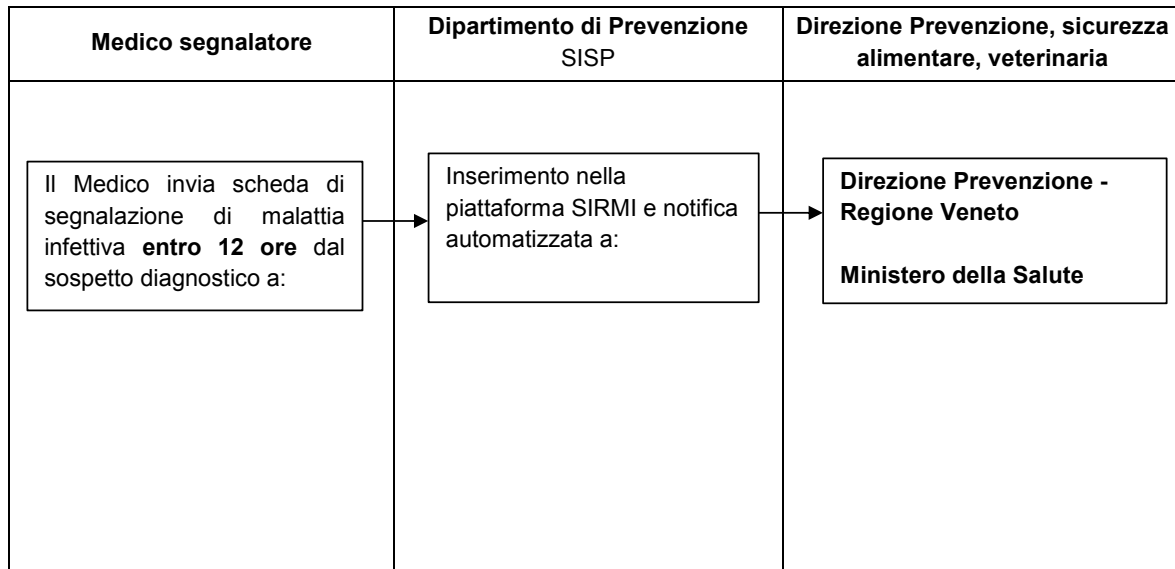 Medico segnalatore
Dipartimento di Prevenzione
SISP
Direzione Prevenzione, sicurezza
alimentare, veterinaria
Il Medico invia scheda di
segnalazione di malattia
infettiva entro 12 ore dal
sospetto diagnostico a:
Inserimento nella
piattaforma SIRMI e notifica
automatizzata a:
Direzione Prevenzione -
Regione Veneto
Ministero della Salute